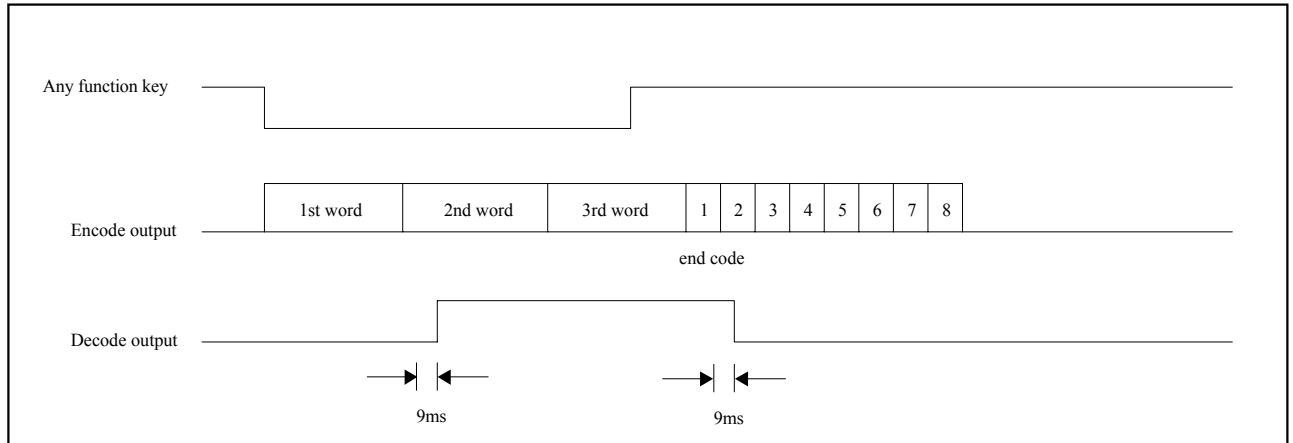 Any function key
1st word 2nd word 3rd word 1 2 3 4 5 6 7 8
Encode output
end code
Decode output
9ms 9ms